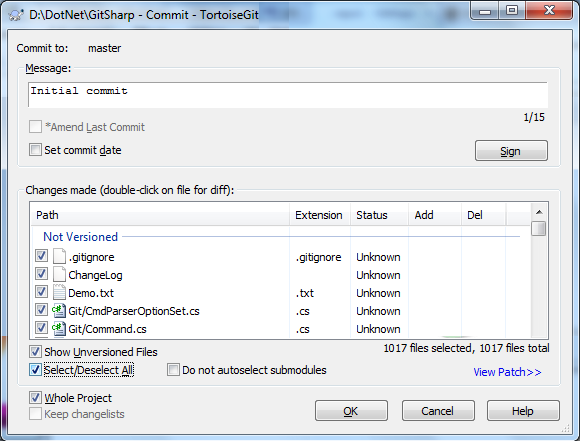 D:\DotNet\GitSharp - Commit - TortoiseGit
Commit to: master
Message:
Initial commit
1/15
*Amend Last Commit
Set commit date
Sign
Changes made (double-click on file for diff):
Path Extension Status Add Del
Not Versioned
.gitignore .gitignore Unknown
ChangeLog Unknown
Demo.txt .txt Unknown
Git/CmdParserOptionSet.cs .cs Unknown
Git/Command.cs .cs Unknown
Show Unversioned Files
1017 files selected, 1017 files total
Select/Deselect All
Do not autoselect submodules
View Patch>>
Whole Project
Keep changelists
OK
Cancel
Help